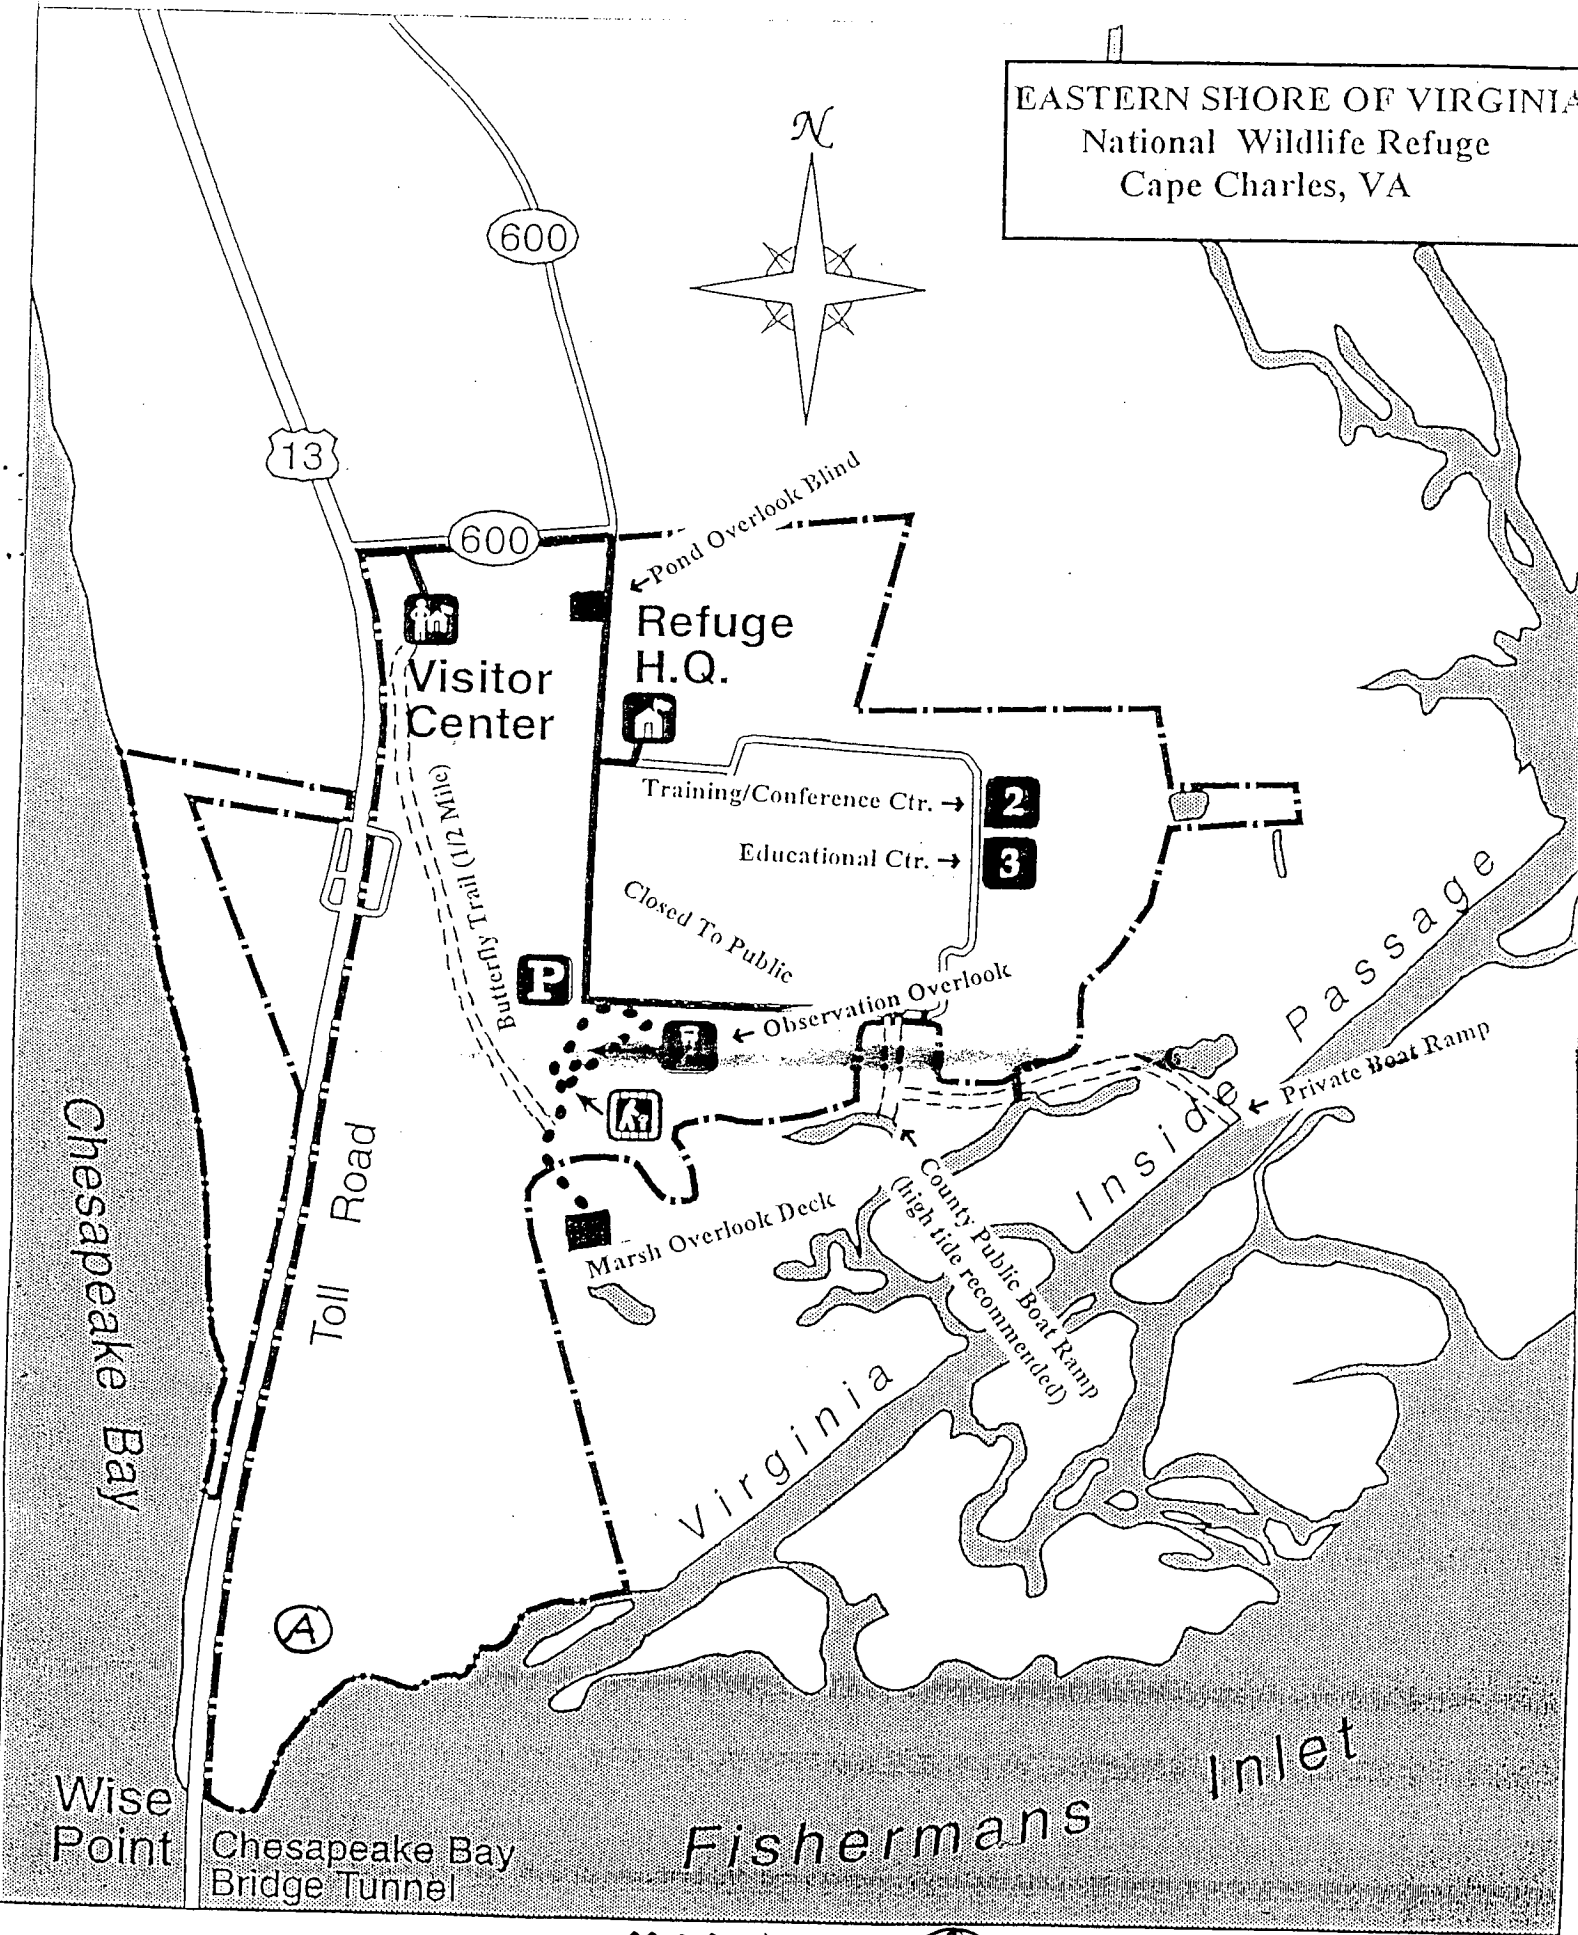 EASTERN SHORE OF VIRGINIA
National Wildlife Refuge
Cape Charles, VA
N
600
13
600
←Pond Overlook Blind
Refuge
H.Q.
Visitor
Center
Training/Conference Ctr. →
2
Educational Ctr. →
3
Butterfly Trail (1/2 Mile)
Closed To Public
P
← Observation Overlook
Virginia Inside Passage
← Private Boat Ramp
County Public Boat Ramp
(high tide recommended)
Marsh Overlook Deck
Toll Road
Chesapeake Bay
A
Wise
Point
Chesapeake Bay
Bridge Tunnel
Fishermans Inlet